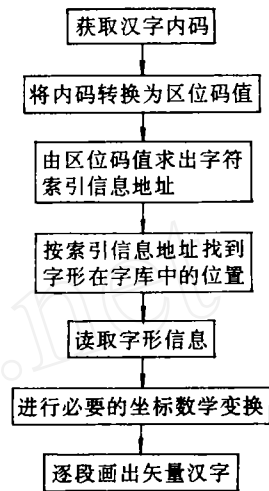 获取汉字内码
将内码转换为区位码值
由区位码值求出字符
索引信息地址
按索引信息地址找到
字形在字库中的位置
读取字形信息
进行必要的坐标数学变换
逐段画出矢量汉字
.net